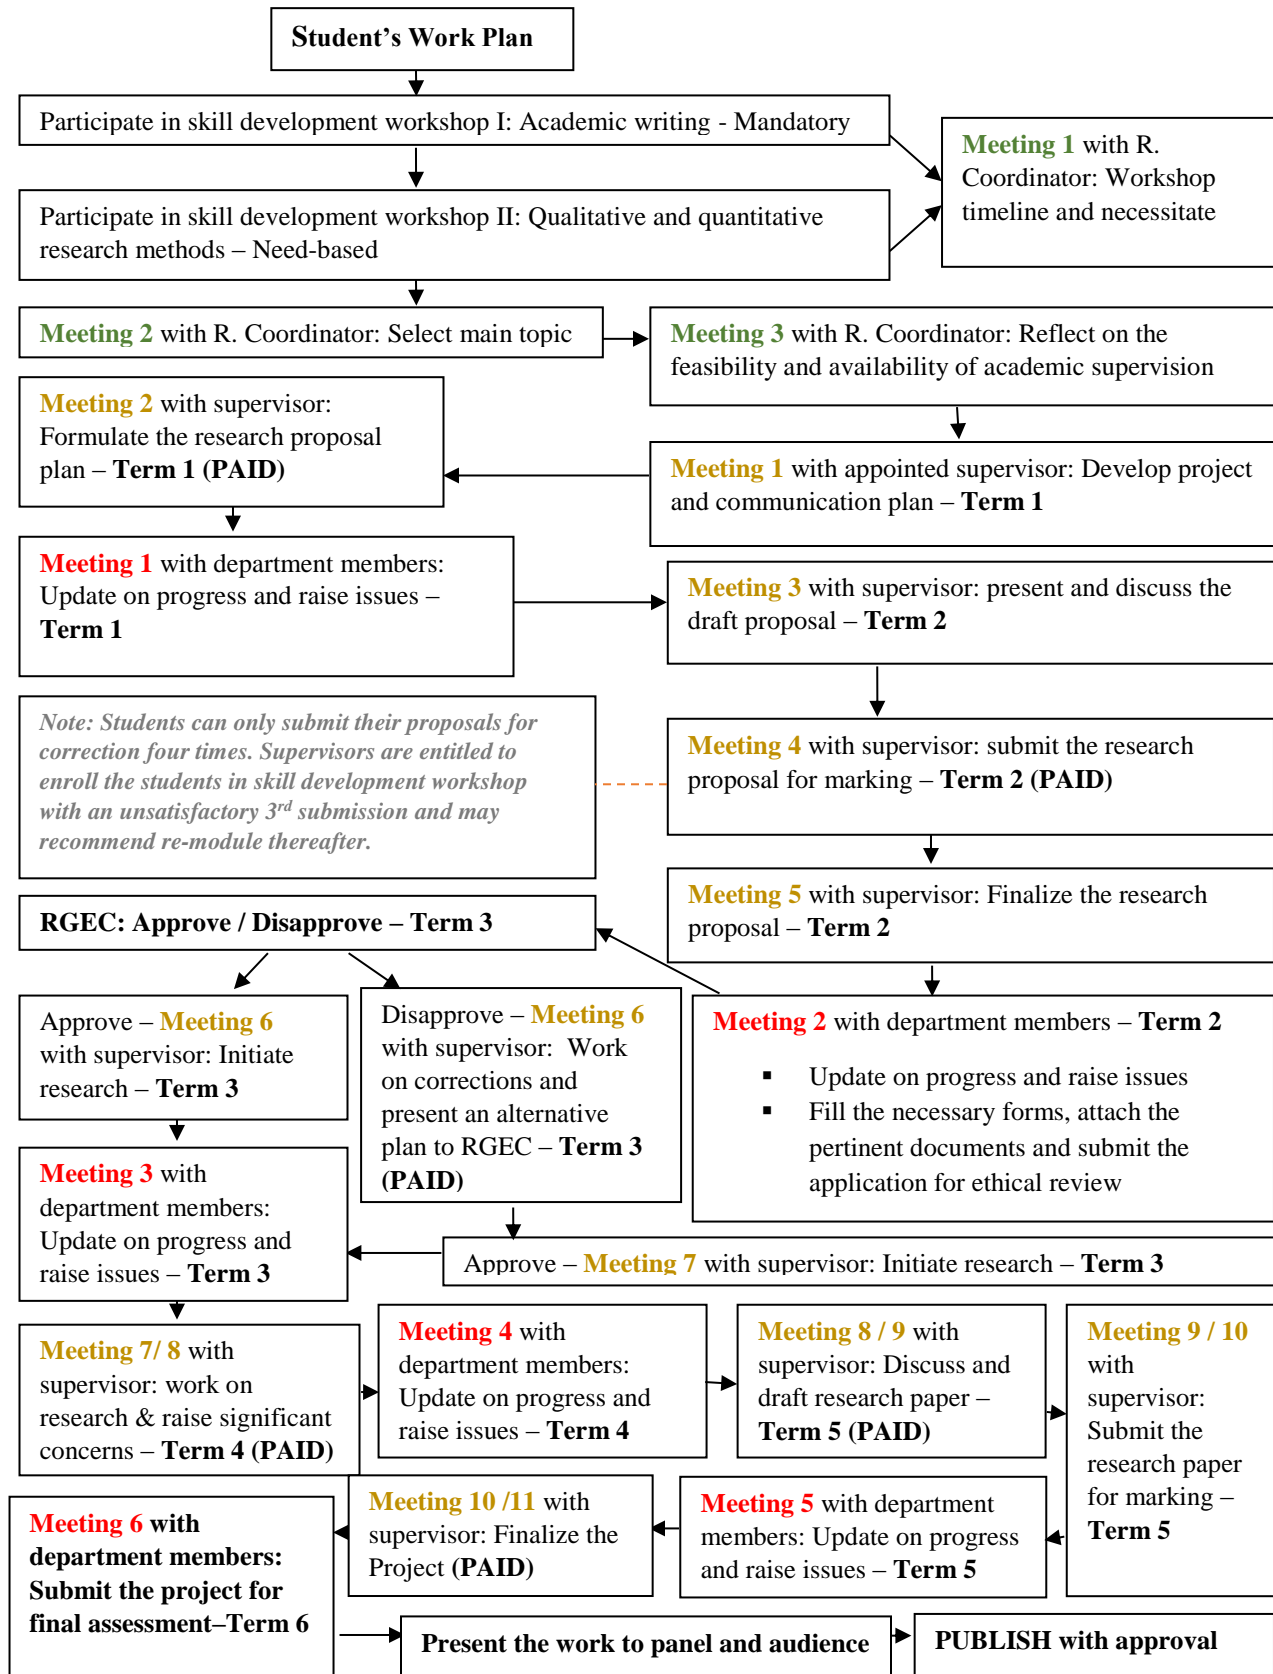 Student’s Work Plan
Participate in skill development workshop I: Academic writing - Mandatory
Meeting 1 with R.
Coordinator: Workshop
timeline and necessitate
Participate in skill development workshop II: Qualitative and quantitative
research methods – Need-based
Meeting 2 with R. Coordinator: Select main topic
Meeting 3 with R. Coordinator: Reflect on the
feasibility and availability of academic supervision
Meeting 2 with supervisor:
Formulate the research proposal
plan – Term 1 (PAID)
Meeting 1 with appointed supervisor: Develop project
and communication plan – Term 1
Meeting 1 with department members:
Update on progress and raise issues –
Term 1
Meeting 3 with supervisor: present and discuss the
draft proposal – Term 2
Note: Students can only submit their proposals for
correction four times. Supervisors are entitled to
enroll the students in skill development workshop
with an unsatisfactory 3rd submission and may
recommend re-module thereafter.
Meeting 4 with supervisor: submit the research
proposal for marking – Term 2 (PAID)
Meeting 5 with supervisor: Finalize the research
proposal – Term 2
RGEC: Approve / Disapprove – Term 3
Approve – Meeting 6
with supervisor: Initiate
research – Term 3
Disapprove – Meeting 6
with supervisor: Work
on corrections and
present an alternative
plan to RGEC – Term 3
(PAID)
Meeting 2 with department members – Term 2
▪ Update on progress and raise issues
▪ Fill the necessary forms, attach the
pertinent documents and submit the
application for ethical review
Meeting 3 with
department members:
Update on progress and
raise issues – Term 3
Approve – Meeting 7 with supervisor: Initiate research – Term 3
Meeting 7/ 8 with
supervisor: work on
research & raise significant
concerns – Term 4 (PAID)
Meeting 4 with
department members:
Update on progress and
raise issues – Term 4
Meeting 8 / 9 with
supervisor: Discuss and
draft research paper –
Term 5 (PAID)
Meeting 9 / 10
with
supervisor:
Submit the
research paper
for marking –
Term 5
Meeting 6 with
department members:
Submit the project for
final assessment–Term 6
Meeting 10 /11 with
supervisor: Finalize the
Project (PAID)
Meeting 5 with department
members: Update on progress
and raise issues – Term 5
Present the work to panel and audience
PUBLISH with approval